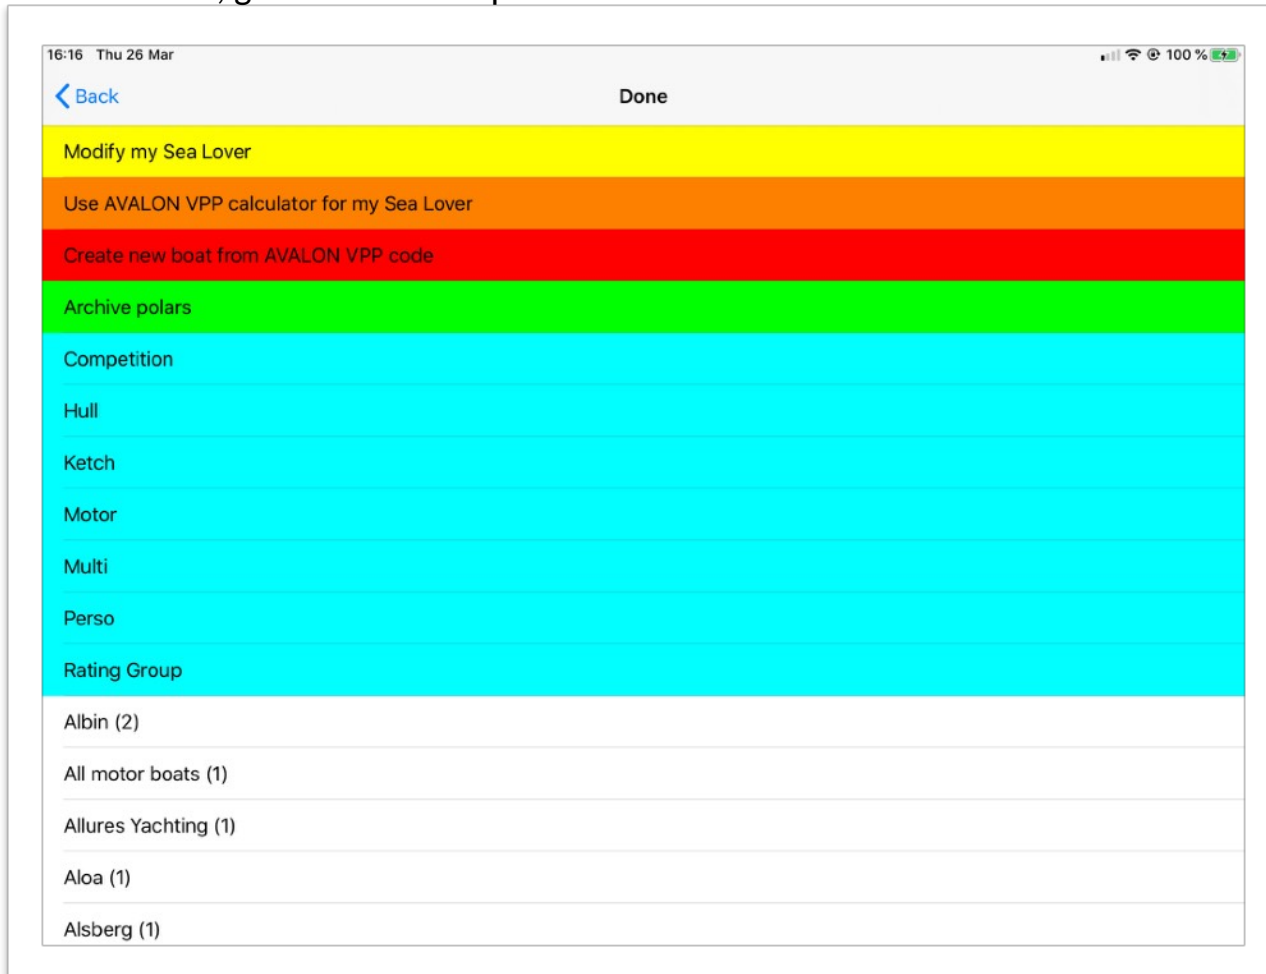 16:16 Thu 26 Mar 100 %
Back Done
Modify my Sea Lover
Use AVALON VPP calculator for my Sea Lover
Create new boat from AVALON VPP code
Archive polars
Competition
Hull
Ketch
Motor
Multi
Perso
Rating Group
Albin (2)
All motor boats (1)
Allures Yachting (1)
Aloa (1)
Alsberg (1)